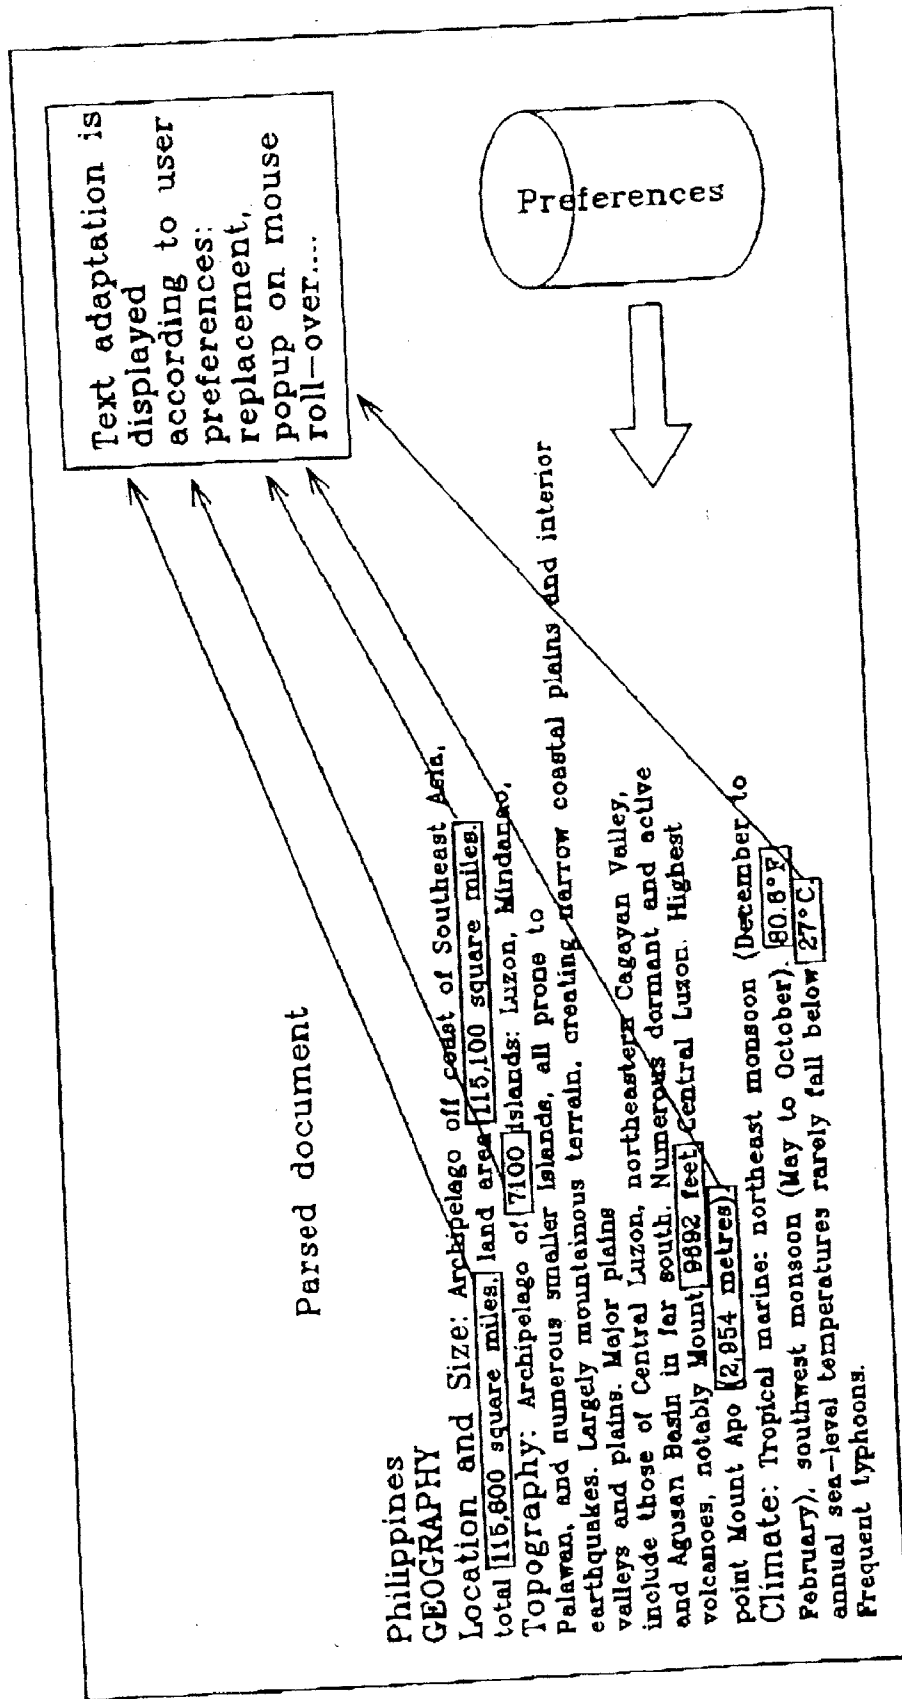 Text adaptation is
displayed
according to user
preferences:
replacement,
popup on mouse
roll-over....
Preferences
Parsed document
Philippines
GEOGRAPHY
Location and Size: Archipelago off coast of Southeast Asia,
total 115,800 square miles, land area 115,100 square miles.
Topography: Archipelago of 7100 islands: Luzon, Mindanao,
Palawan, and numerous smaller islands, all prone to
earthquakes. Largely mountainous terrain, creating narrow coastal plains and interior
valleys and plains. Major plains
include those of Central Luzon, northeastern Cagayan Valley,
and Agusan Basin in far south. Numerous dormant and active
volcanoes, notably Mount 9692 feet Central Luzon. Highest
point Mount Apo (2,954 metres).
Climate: Tropical marine: northeast monsoon (December to
February), southwest monsoon (May to October). 80.6°F
annual sea-level temperatures rarely fall below 27°C.
Frequent typhoons.